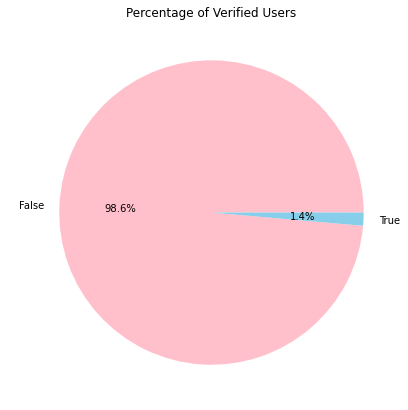 Percentage of Verified Users
False
98.6%
1.4%
True